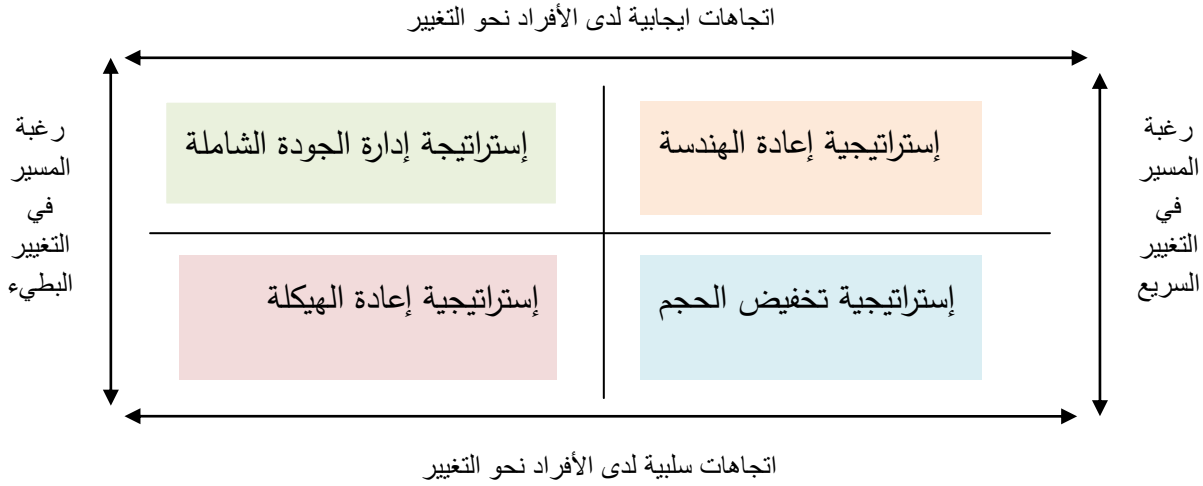 اتجاهات ايجابية لدى الأفراد نحو التغيير
رغبة
المسير
في
التغيير
السريع
إستراتيجية إعادة الهندسة
إستراتيجة إدارة الجودة الشاملة
رغبة
المسير
في
التغيير
البطيء
إستراتيجية تخفيض الحجم
إستراتيجية إعادة الهيكلة
اتجاهات سلبية لدى الأفراد نحو التغيير